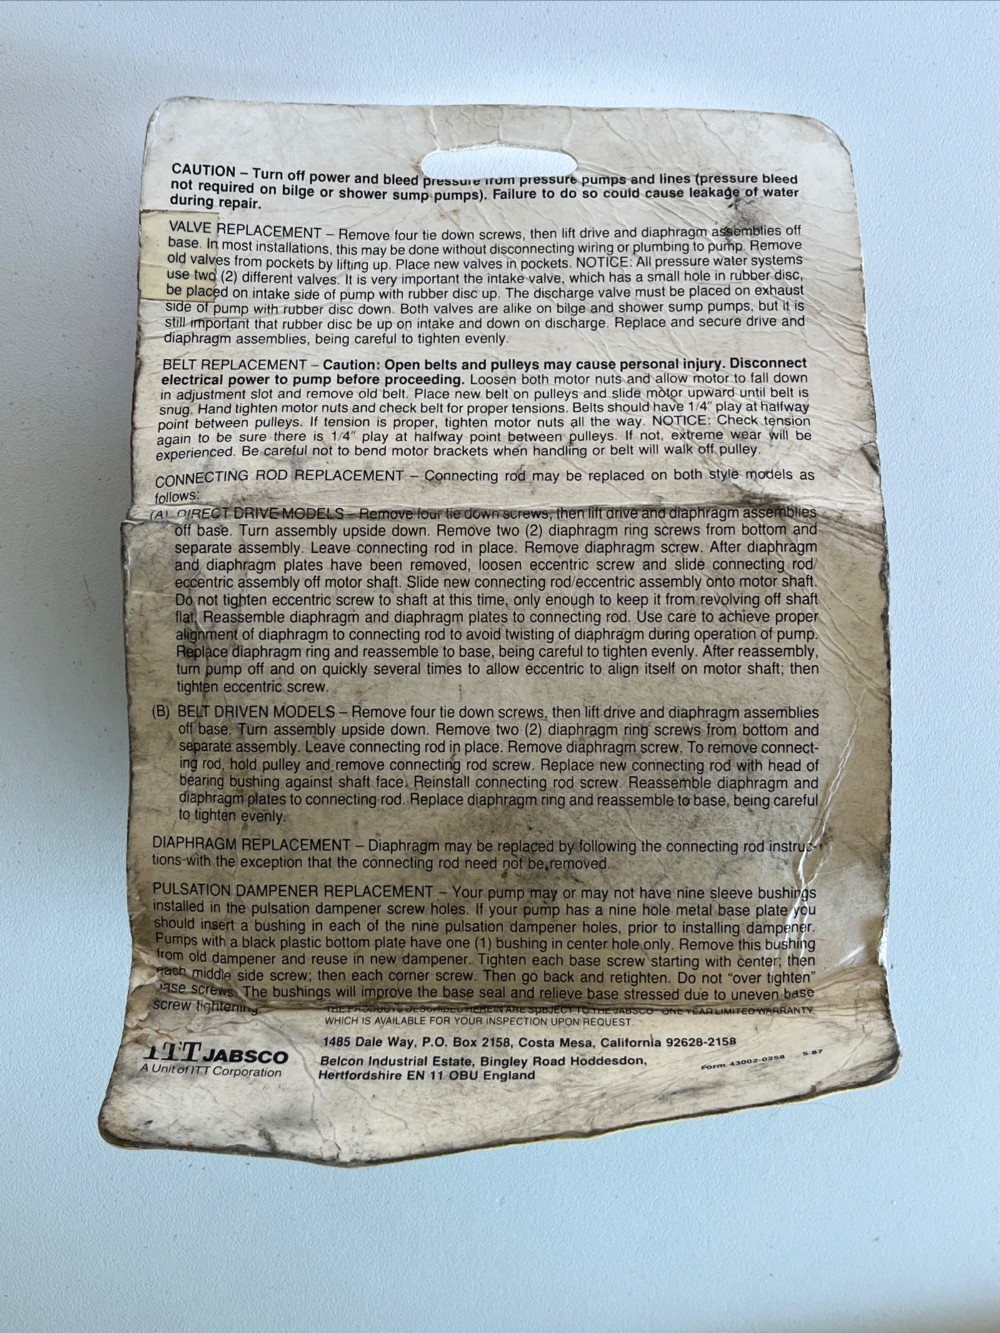 CAUTION – Turn off power and bleed pressure from pressure pumps and lines (pressure bleed
not required on bilge or shower sump pumps). Failure to do so could cause leakage of water
during repair.
VALVE REPLACEMENT – Remove four tie down screws, then lift drive and diaphragm assemblies off
base. In most installations, this may be done without disconnecting wiring or plumbing to pump. Remove
old valves from pockets by lifting up. Place new valves in pockets. NOTICE: All pressure water systems
use two (2) different valves. It is very important the intake valve, which has a small hole in rubber disc,
be placed on intake side of pump with rubber disc up. The discharge valve must be placed on exhaust
side of pump with rubber disc down. Both valves are alike on bilge and shower sump pumps, but it is
still important that rubber disc be up on intake and down on discharge. Replace and secure drive and
diaphragm assemblies, being careful to tighten evenly.
BELT REPLACEMENT – Caution: Open belts and pulleys may cause personal injury. Disconnect
electrical power to pump before proceeding. Loosen both motor nuts and allow motor to fall down
in adjustment slot and remove old belt. Place new belt on pulleys and slide motor upward until belt is
snug. Hand tighten motor nuts and check belt for proper tensions. Belts should have 1/4" play at halfway
point between pulleys. If tension is proper, tighten motor nuts all the way. NOTICE: Check tension
again to be sure there is 1/4" play at halfway point between pulleys. If not, extreme wear will be
experienced. Be careful not to bend motor brackets when handling or belt will walk off pulley.
CONNECTING ROD REPLACEMENT – Connecting rod may be replaced on both style models as
follows:
(A) DIRECT DRIVE MODELS – Remove four tie down screws, then lift drive and diaphragm assemblies
off base. Turn assembly upside down. Remove two (2) diaphragm ring screws from bottom and
separate assembly. Leave connecting rod in place. Remove diaphragm screw. After diaphragm
and diaphragm plates have been removed, loosen eccentric screw and slide connecting rod/
eccentric assembly off motor shaft. Slide new connecting rod/eccentric assembly onto motor shaft.
Do not tighten eccentric screw to shaft at this time, only enough to keep it from revolving off shaft
flat. Reassemble diaphragm and diaphragm plates to connecting rod. Use care to achieve proper
alignment of diaphragm to connecting rod to avoid twisting of diaphragm during operation of pump.
Replace diaphragm ring and reassemble to base, being careful to tighten evenly. After reassembly,
turn pump off and on quickly several times to allow eccentric to align itself on motor shaft; then
tighten eccentric screw.
(B) BELT DRIVEN MODELS – Remove four tie down screws, then lift drive and diaphragm assemblies
off base. Turn assembly upside down. Remove two (2) diaphragm ring screws from bottom and
separate assembly. Leave connecting rod in place. Remove diaphragm screw. To remove connect-
ing rod, hold pulley and remove connecting rod screw. Replace new connecting rod with head of
bearing bushing against shaft face. Reinstall connecting rod screw. Reassemble diaphragm and
diaphragm plates to connecting rod. Replace diaphragm ring and reassemble to base, being careful
to tighten evenly.
DIAPHRAGM REPLACEMENT – Diaphragm may be replaced by following the connecting rod instruc-
tions with the exception that the connecting rod need not be removed.
PULSATION DAMPENER REPLACEMENT – Your pump may or may not have nine sleeve bushings
installed in the pulsation dampener screw holes. If your pump has a nine hole metal base plate you
should insert a bushing in each of the nine pulsation dampener holes, prior to installing dampener.
Pumps with a black plastic bottom plate have one (1) bushing in center hole only. Remove this bushing
from old dampener and reuse in new dampener. Tighten each base screw starting with center; then
each middle side screw; then each corner screw. Then go back and retighten. Do not "over tighten"
base screws. The bushings will improve the base seal and relieve base stressed due to uneven base
screw tightening.
THE PRODUCTS DESCRIBED HEREIN ARE SUBJECT TO THE JABSCO ONE YEAR LIMITED WARRANTY,
WHICH IS AVAILABLE FOR YOUR INSPECTION UPON REQUEST.
ITT JABSCO
A Unit of ITT Corporation
1485 Dale Way, P.O. Box 2158, Costa Mesa, California 92628-2158
Belcon Industrial Estate, Bingley Road Hoddesdon,
Hertfordshire EN 11 OBU England
Form 43002-0258 5-87